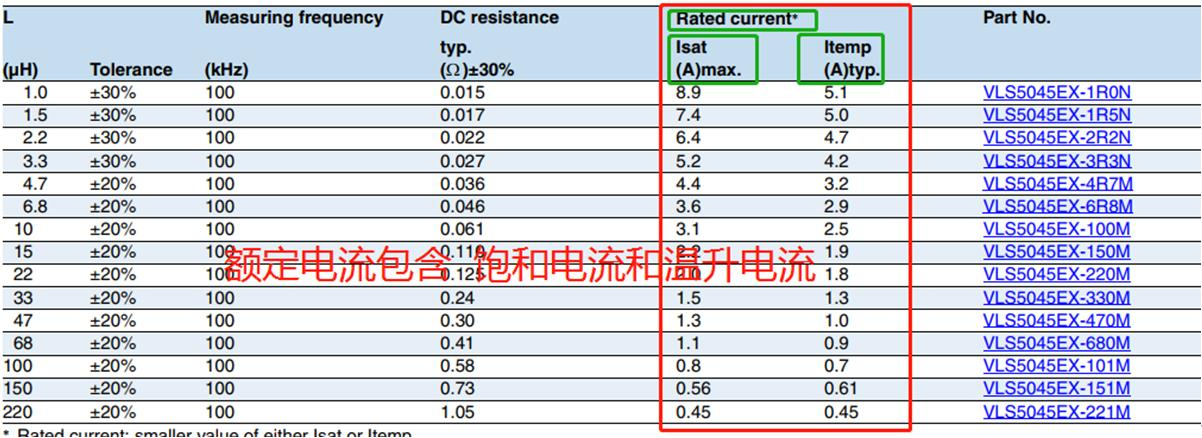 L Measuring frequency DC resistance Rated current* Part No.
typ. Isat Itemp
(μH) Tolerance (kHz) (Ω)±30% (A)max. (A)typ.
1.0 ±30% 100 0.015 8.9 5.1 VLS5045EX-1R0N
1.5 ±30% 100 0.017 7.4 5.0 VLS5045EX-1R5N
2.2 ±30% 100 0.022 6.4 4.7 VLS5045EX-2R2N
3.3 ±30% 100 0.027 5.2 4.2 VLS5045EX-3R3N
4.7 ±20% 100 0.036 4.4 3.2 VLS5045EX-4R7M
6.8 ±20% 100 0.046 3.6 2.9 VLS5045EX-6R8M
10 ±20% 100 0.061 3.1 2.5 VLS5045EX-100M
15 ±20% 100 0.110 2.2 1.9 VLS5045EX-150M
额定电流包含 饱和电流和温升电流
22 ±20% 100 0.125 2.0 1.8 VLS5045EX-220M
33 ±20% 100 0.24 1.5 1.3 VLS5045EX-330M
47 ±20% 100 0.30 1.3 1.0 VLS5045EX-470M
68 ±20% 100 0.41 1.1 0.9 VLS5045EX-680M
100 ±20% 100 0.58 0.8 0.7 VLS5045EX-101M
150 ±20% 100 0.73 0.56 0.61 VLS5045EX-151M
220 ±20% 100 1.05 0.45 0.45 VLS5045EX-221M
* Rated current: smaller value of either Isat or Itemp